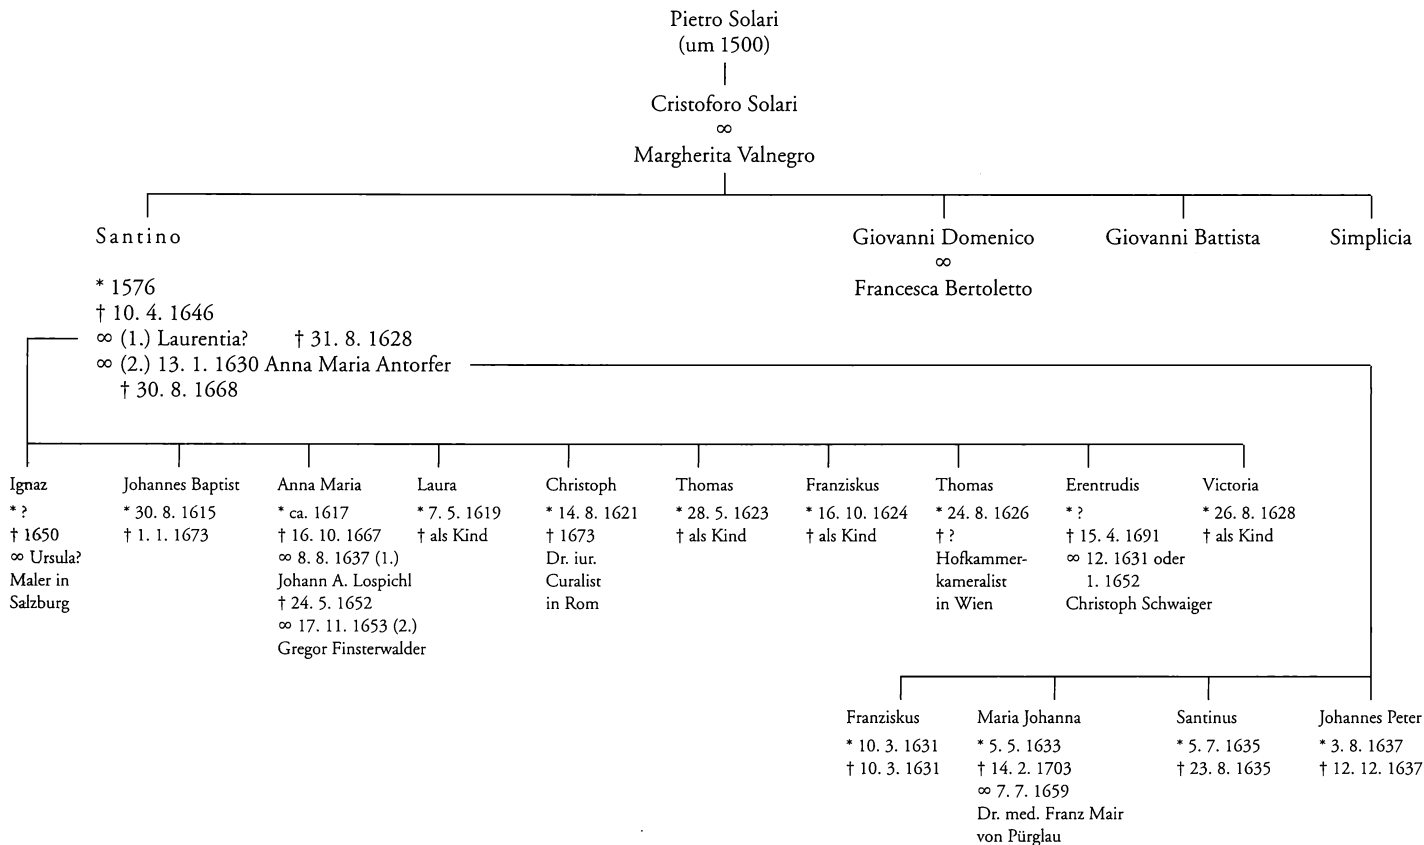 Pietro Solari
(um 1500)
Cristoforo Solari
∞
Margherita Valnegro
Santino
* 1576
† 10. 4. 1646
∞ (1.) Laurentia? † 31. 8. 1628
∞ (2.) 13. 1. 1630 Anna Maria Antorfer
† 30. 8. 1668
Giovanni Domenico
∞
Francesca Bertoletto
Giovanni Battista
Simplicia
Ignaz
* ?
† 1650
∞ Ursula?
Maler in
Salzburg
Johannes Baptist
* 30. 8. 1615
† 1. 1. 1673
Anna Maria
* ca. 1617
† 16. 10. 1667
∞ 8. 8. 1637 (1.)
Johann A. Lospichl
† 24. 5. 1652
∞ 17. 11. 1653 (2.)
Gregor Finsterwalder
Laura
* 7. 5. 1619
† als Kind
Christoph
* 14. 8. 1621
† 1673
Dr. iur.
Curalist
in Rom
Thomas
* 28. 5. 1623
† als Kind
Franziskus
* 16. 10. 1624
† als Kind
Thomas
* 24. 8. 1626
† ?
Hofkammer-
kameralist
in Wien
Erentrudis
* ?
† 15. 4. 1691
∞ 12. 1631 oder
1. 1652
Christoph Schwaiger
Victoria
* 26. 8. 1628
† als Kind
Franziskus
* 10. 3. 1631
† 10. 3. 1631
Maria Johanna
* 5. 5. 1633
† 14. 2. 1703
∞ 7. 7. 1659
Dr. med. Franz Mair
von Pürglau
Santinus
* 5. 7. 1635
† 23. 8. 1635
Johannes Peter
* 3. 8. 1637
† 12. 12. 1637